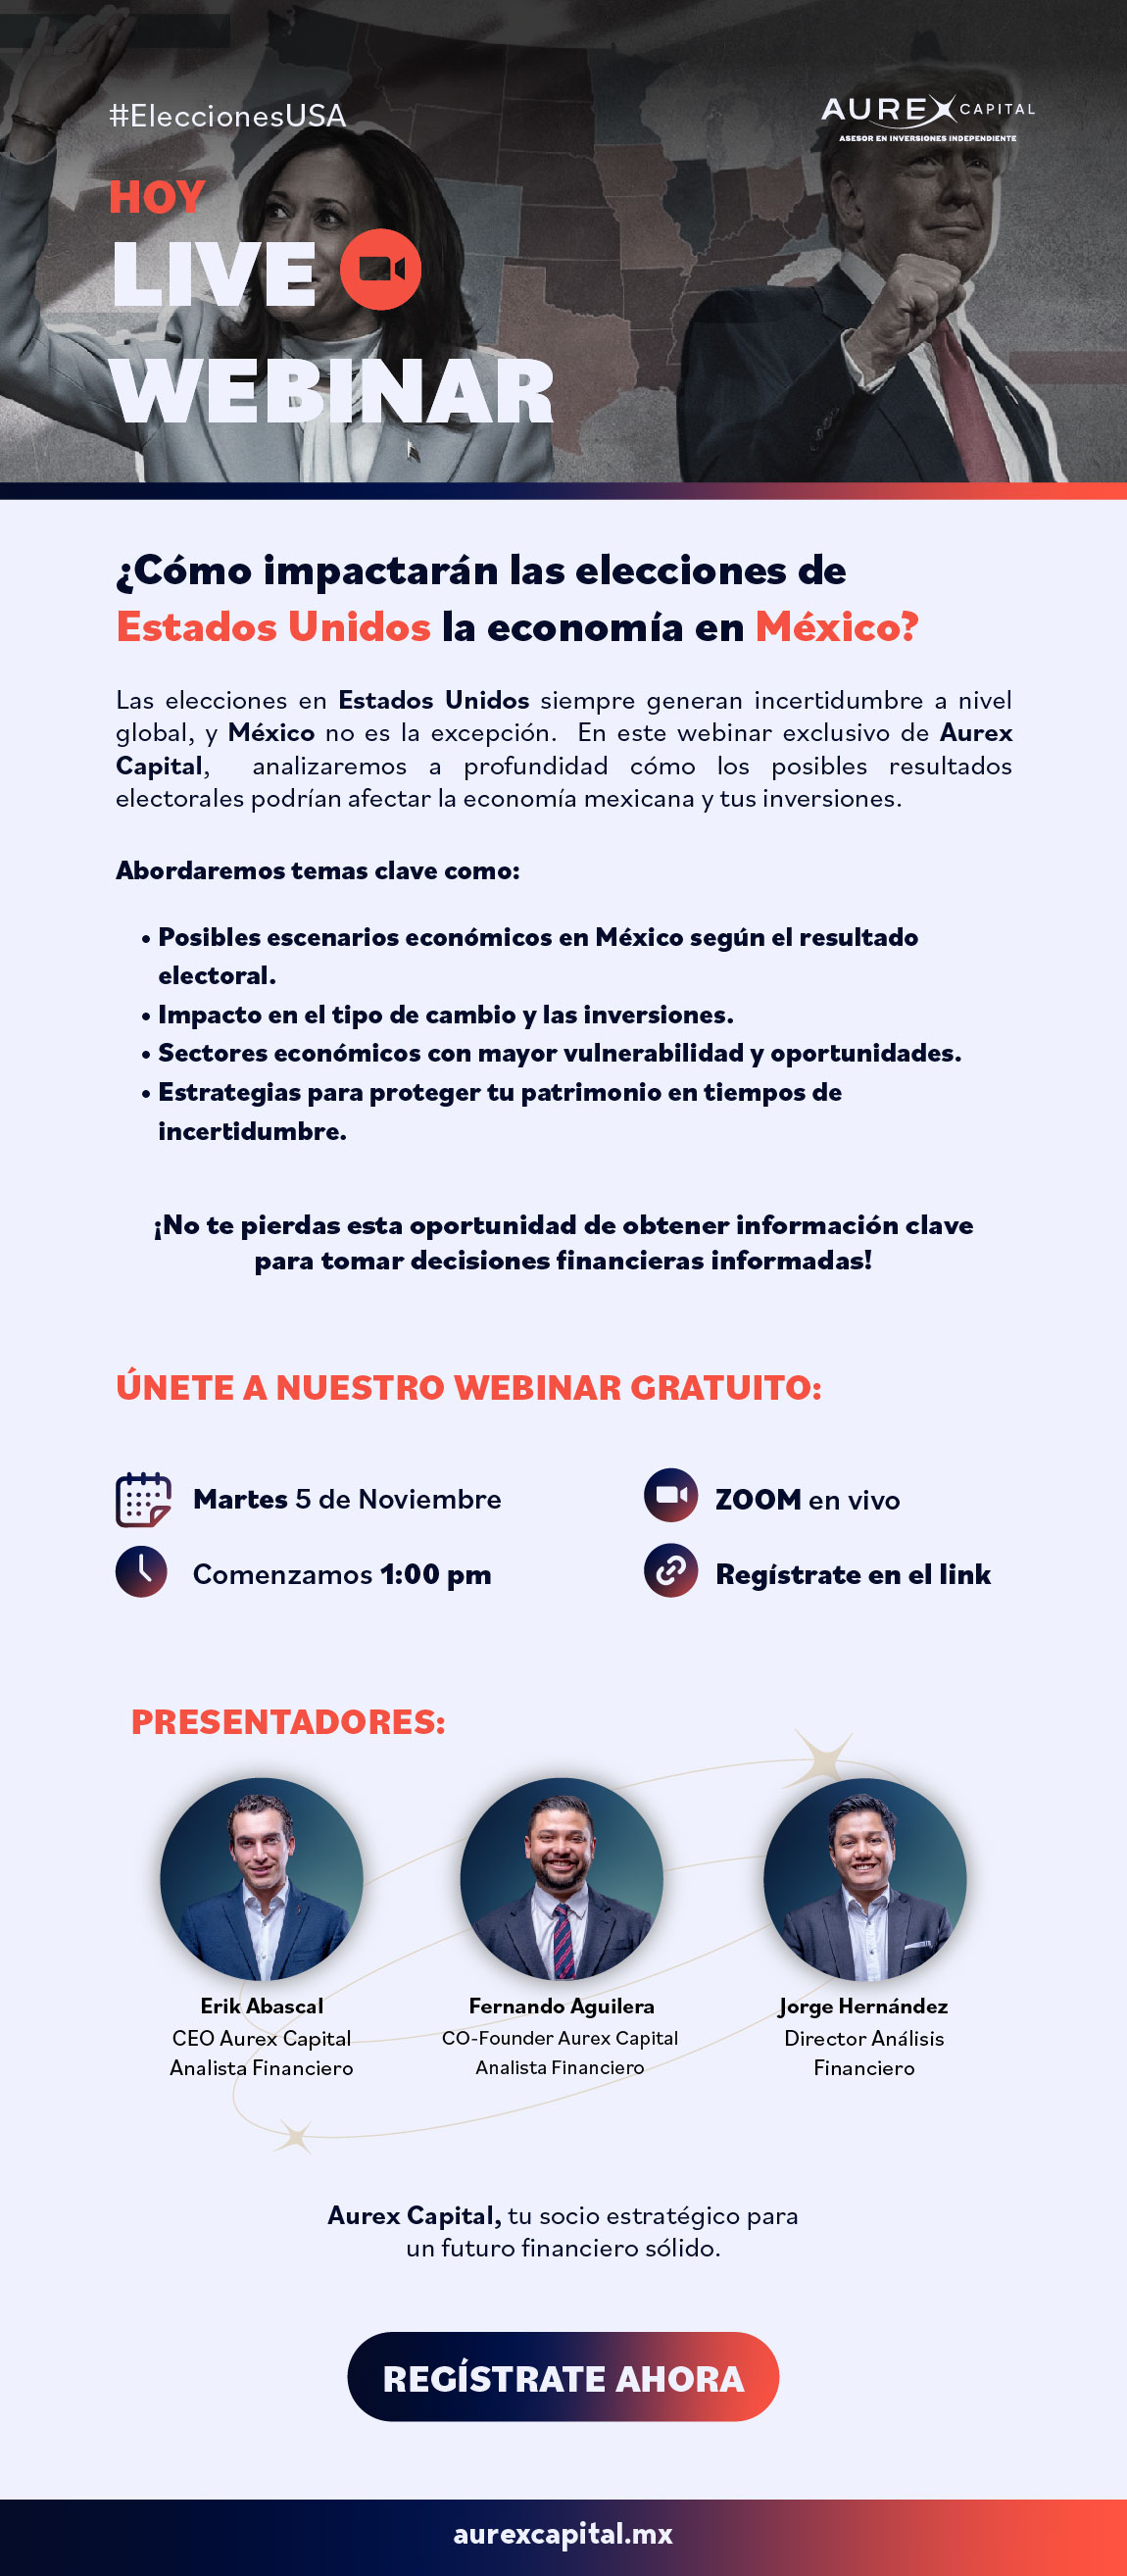 #EleccionesUSA
AUREX CAPITAL
ASESOR EN INVERSIONES INDEPENDIENTE
HOY
LIVE
WEBINAR
¿Cómo impactarán las elecciones de
Estados Unidos la economía en México?
Las elecciones en Estados Unidos siempre generan incertidumbre a nivel
global, y México no es la excepción. En este webinar exclusivo de Aurex
Capital, analizaremos a profundidad cómo los posibles resultados
electorales podrían afectar la economía mexicana y tus inversiones.
Abordaremos temas clave como:
• Posibles escenarios económicos en México según el resultado
electoral.
• Impacto en el tipo de cambio y las inversiones.
• Sectores económicos con mayor vulnerabilidad y oportunidades.
• Estrategias para proteger tu patrimonio en tiempos de
incertidumbre.
¡No te pierdas esta oportunidad de obtener información clave
para tomar decisiones financieras informadas!
ÚNETE A NUESTRO WEBINAR GRATUITO:
Martes 5 de Noviembre
ZOOM en vivo
Comenzamos 1:00 pm
Regístrate en el link
PRESENTADORES:
Erik Abascal
CEO Aurex Capital
Analista Financiero
Fernando Aguilera
CO-Founder Aurex Capital
Analista Financiero
Jorge Hernández
Director Análisis
Financiero
Aurex Capital, tu socio estratégico para
un futuro financiero sólido.
REGÍSTRATE AHORA
aurexcapital.mx